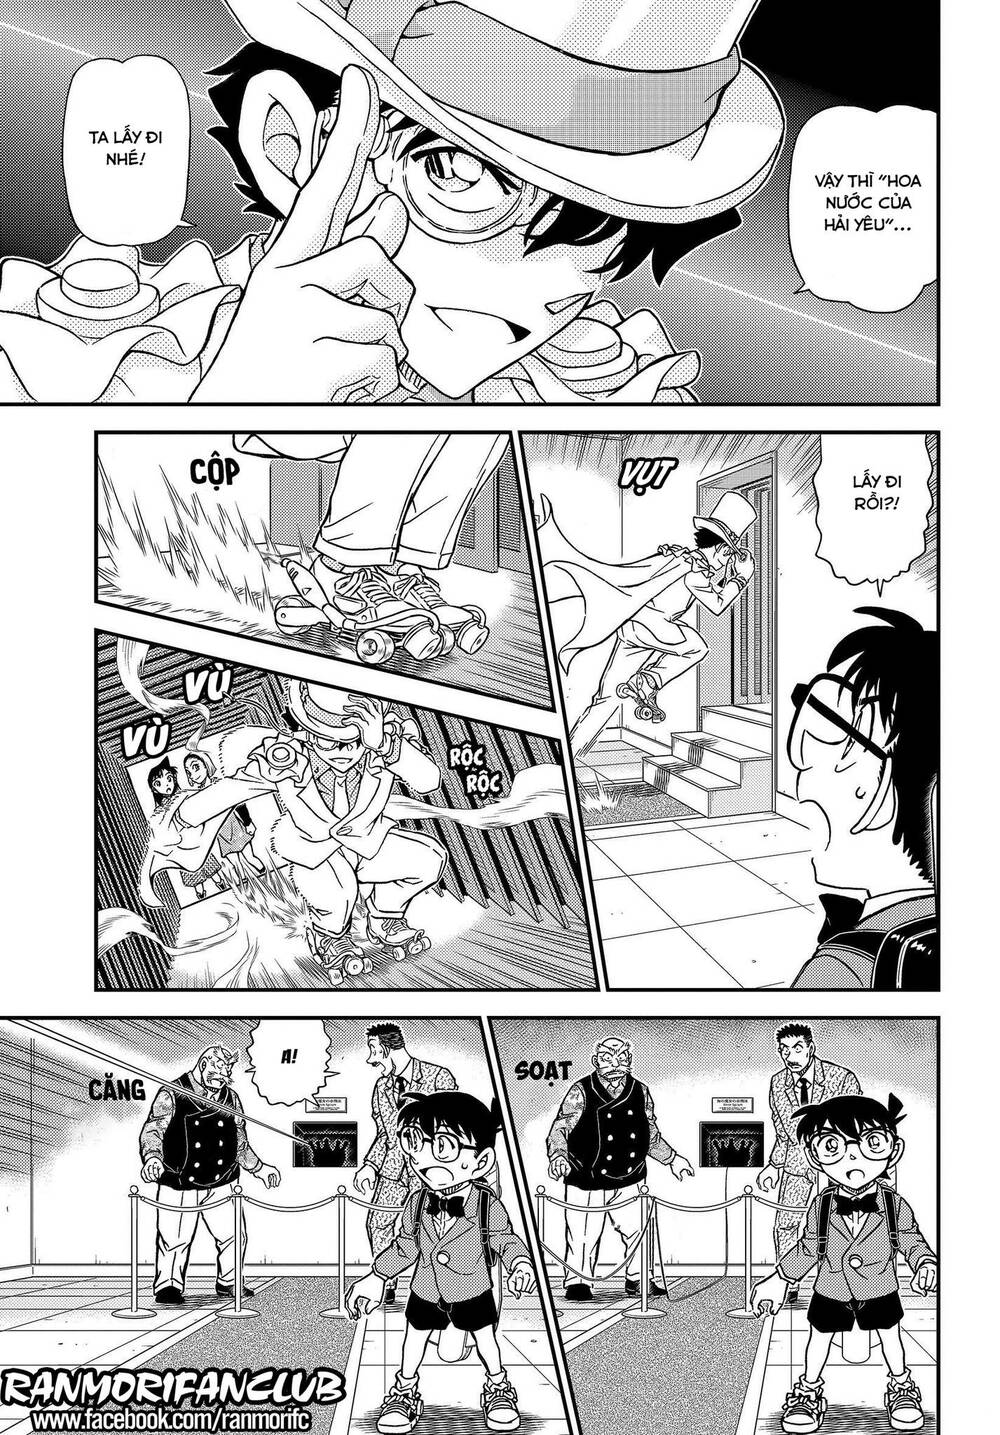 VẬY THÌ "HOA
NƯỚC CỦA
HẢI YÊU"...
TA LẤY ĐI
NHÉ!
LẤY ĐI
RỒI?!
VỤT
CỘP
VÙ
VÙ
RỘC
RỘC
SOẠT
A!
CĂNG
RANMORIFANCLUB
www.facebook.com/ranmorifc